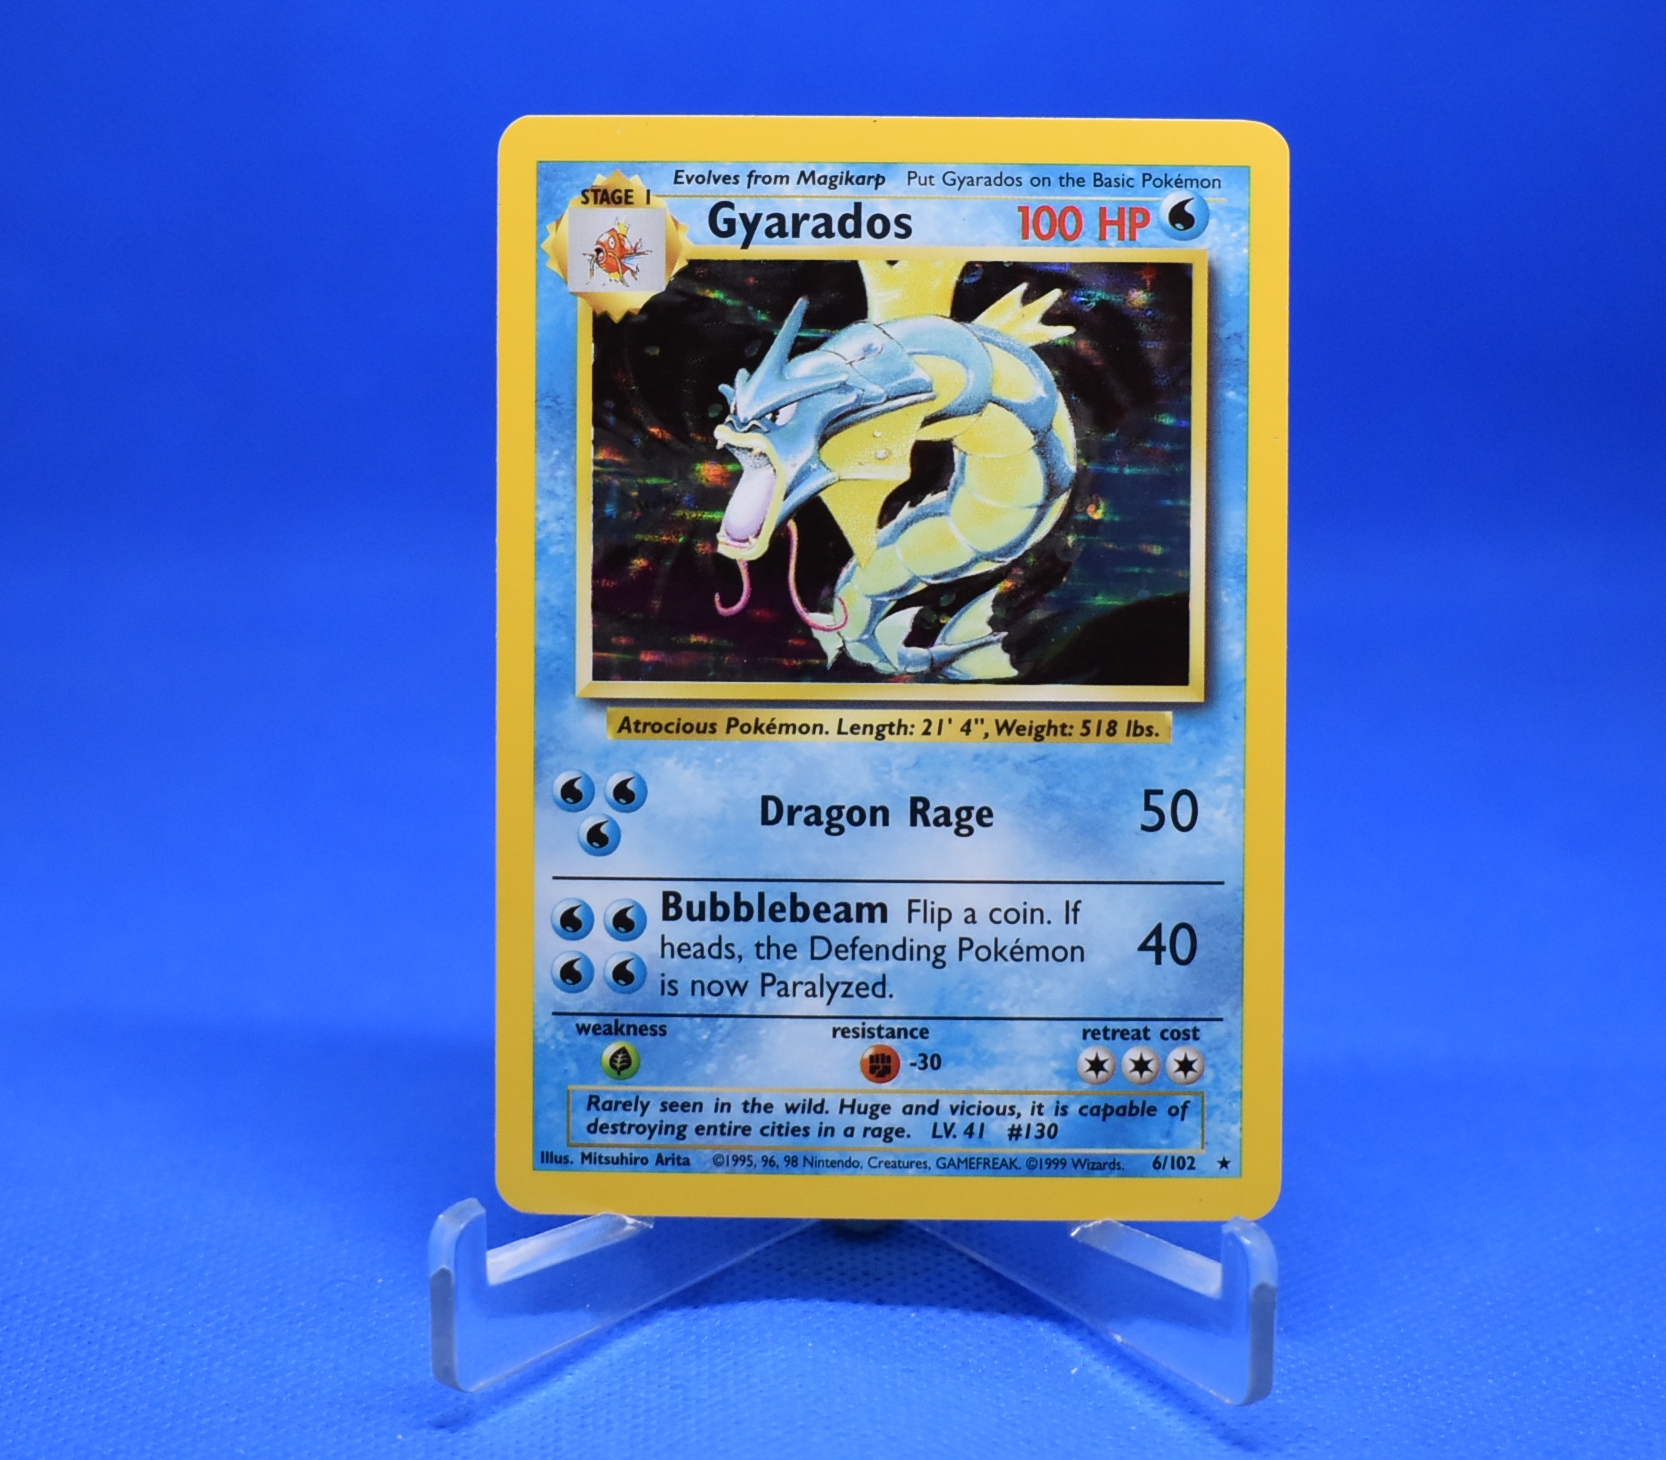 Evolves from Magikarp Put Gyarados on the Basic Pokémon
STAGE 1
Gyarados 100 HP
Atrocious Pokémon. Length: 21' 4", Weight: 518 lbs.
Dragon Rage 50
Bubblebeam Flip a coin. If
heads, the Defending Pokémon
is now Paralyzed.
40
weakness resistance retreat cost
-30
Rarely seen in the wild. Huge and vicious, it is capable of
destroying entire cities in a rage. LV. 41 #130
Illus. Mitsuhiro Arita ©1995, 96, 98 Nintendo, Creatures, GAMEFREAK. ©1999 Wizards. 6/102 ★